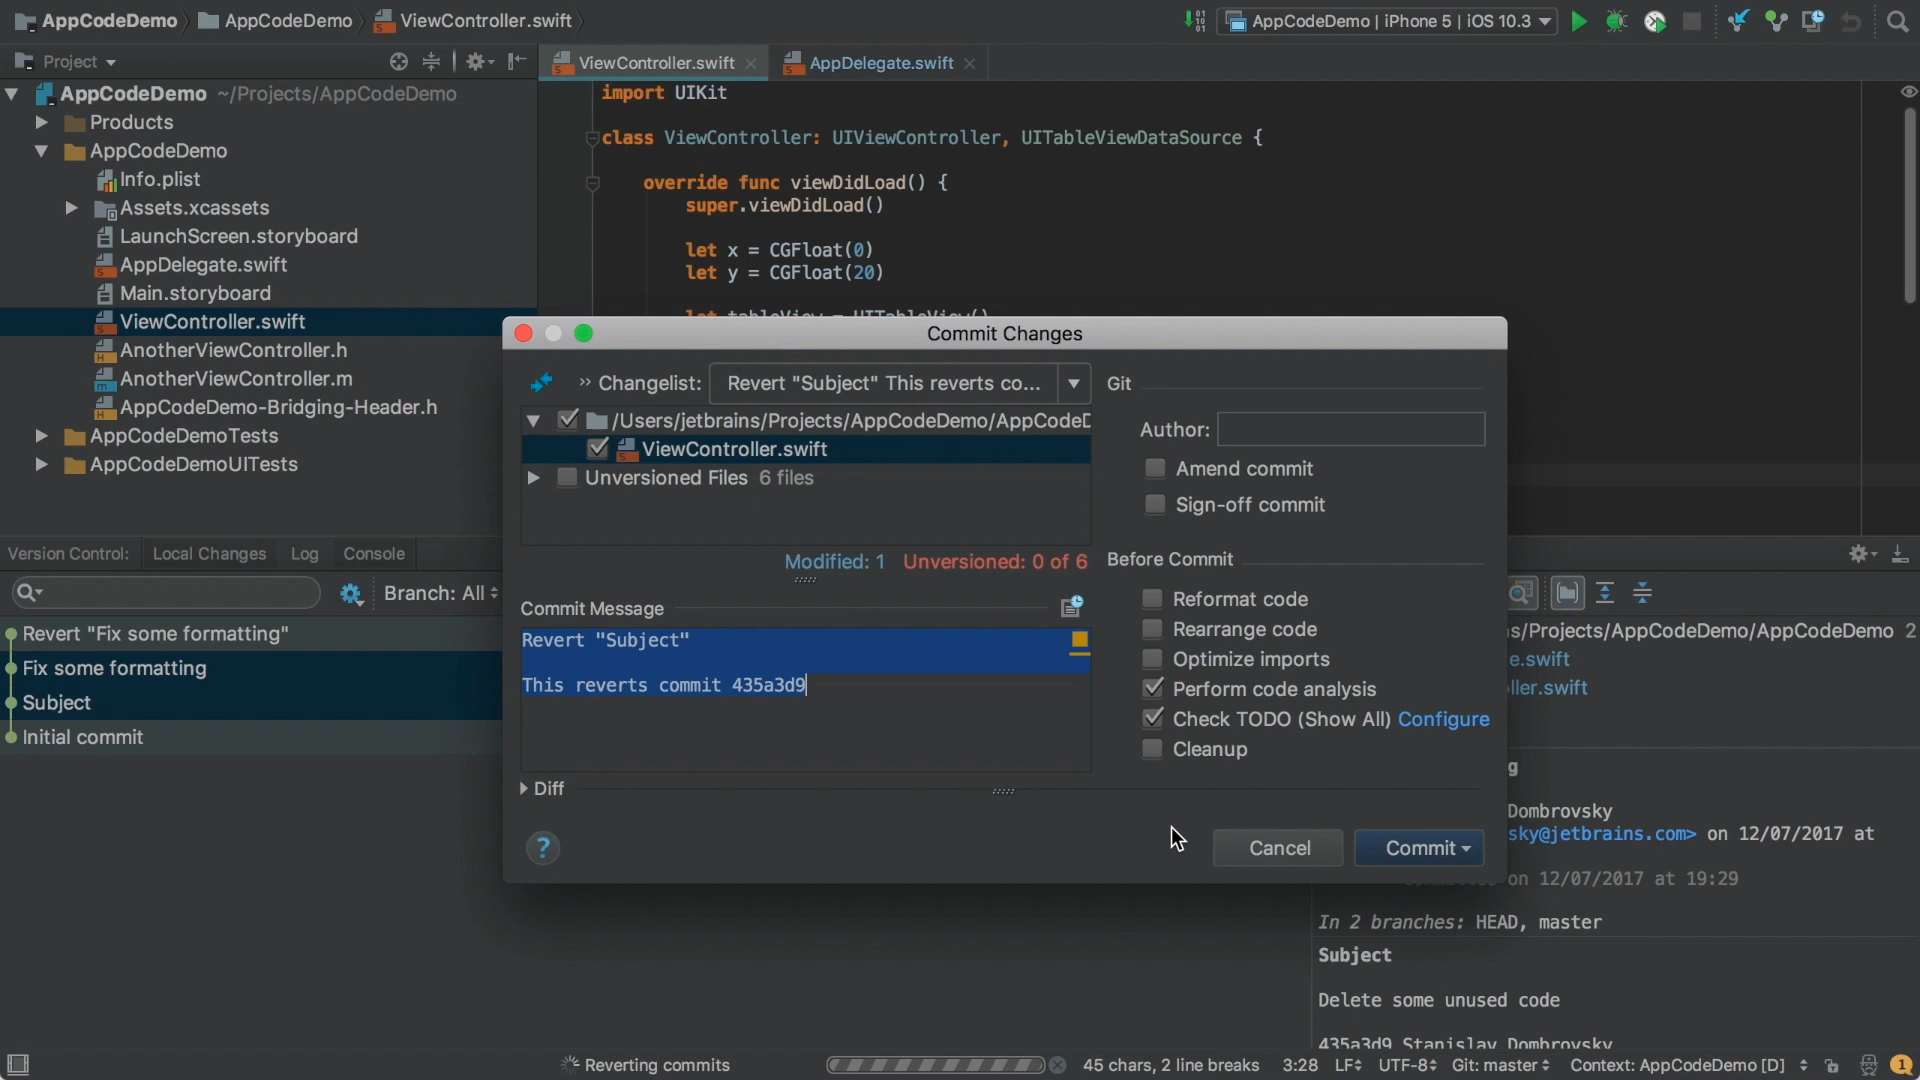 AppCodeDemo AppCodeDemo ViewController.swift
AppCodeDemo | iPhone 5 | iOS 10.3
Project
ViewController.swift
AppDelegate.swift
AppCodeDemo ~/Projects/AppCodeDemo
Products
AppCodeDemo
Info.plist
Assets.xcassets
LaunchScreen.storyboard
AppDelegate.swift
Main.storyboard
ViewController.swift
AnotherViewController.h
AnotherViewController.m
AppCodeDemo-Bridging-Header.h
AppCodeDemoTests
AppCodeDemoUITests
import UIKit
class ViewController: UIViewController, UITableViewDataSource {
override func viewDidLoad() {
super.viewDidLoad()
let x = CGFloat(0)
let y = CGFloat(20)
let tableView = UITableView()
Commit Changes
» Changelist: Revert "Subject" This reverts co...
/Users/jetbrains/Projects/AppCodeDemo/AppCodeD
ViewController.swift
Unversioned Files 6 files
Modified: 1 Unversioned: 0 of 6
Commit Message
Revert "Subject"
This reverts commit 435a3d9
Diff
Git
Author:
Amend commit
Sign-off commit
Before Commit
Reformat code
Rearrange code
Optimize imports
Perform code analysis
Check TODO (Show All) Configure
Cleanup
?
Cancel
Commit
Version Control: Local Changes Log Console
Branch: All
Revert "Fix some formatting"
Fix some formatting
Subject
Initial commit
s/Projects/AppCodeDemo/AppCodeDemo 2
e.swift
ller.swift
g
Dombrovsky
sky@jetbrains.com> on 12/07/2017 at
on 12/07/2017 at 19:29
In 2 branches: HEAD, master
Subject
Delete some unused code
435a3d9 Stanislav Dombrovsky
Reverting commits
45 chars, 2 line breaks 3:28 LF UTF-8 Git: master Context: AppCodeDemo [D] 1